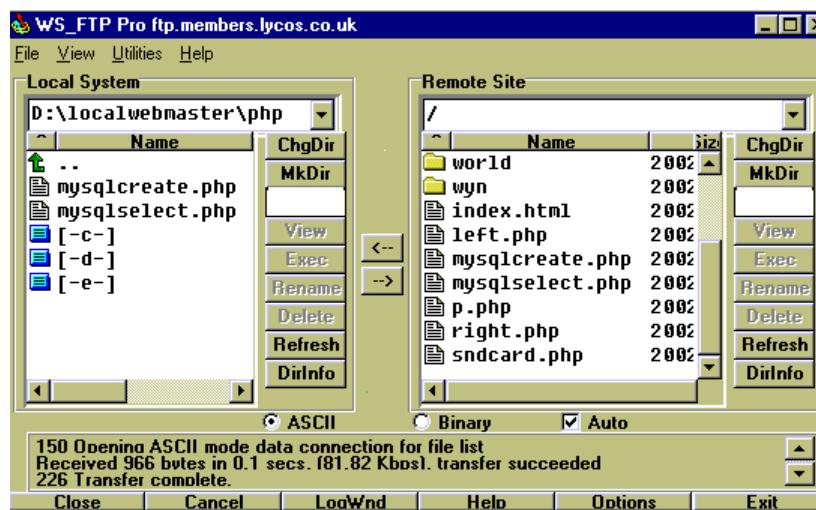 WS_FTP Pro ftp.members.lycos.co.uk
File View Utilities Help
Local System
D:\localwebmaster\php
^ Name
..
mysqlcreate.php
mysqlselect.php
[-c-]
[-d-]
[-e-]
ChgDir
MkDir
View
Exec
Rename
Delete
Refresh
DirInfo
<--
-->
Remote Site
/
^ Name Size
world 2002
wyn 2002
index.html 2002
left.php 2002
mysqlcreate.php 2002
mysqlselect.php 2002
p.php 2002
right.php 2002
sndcard.php 2002
ChgDir
MkDir
View
Exec
Rename
Delete
Refresh
DirInfo
ASCII Binary Auto
150 Opening ASCII mode data connection for file list
Received 966 bytes in 0.1 secs, (81.82 Kbps), transfer succeeded
226 Transfer complete.
Close Cancel LogWnd Help Options Exit